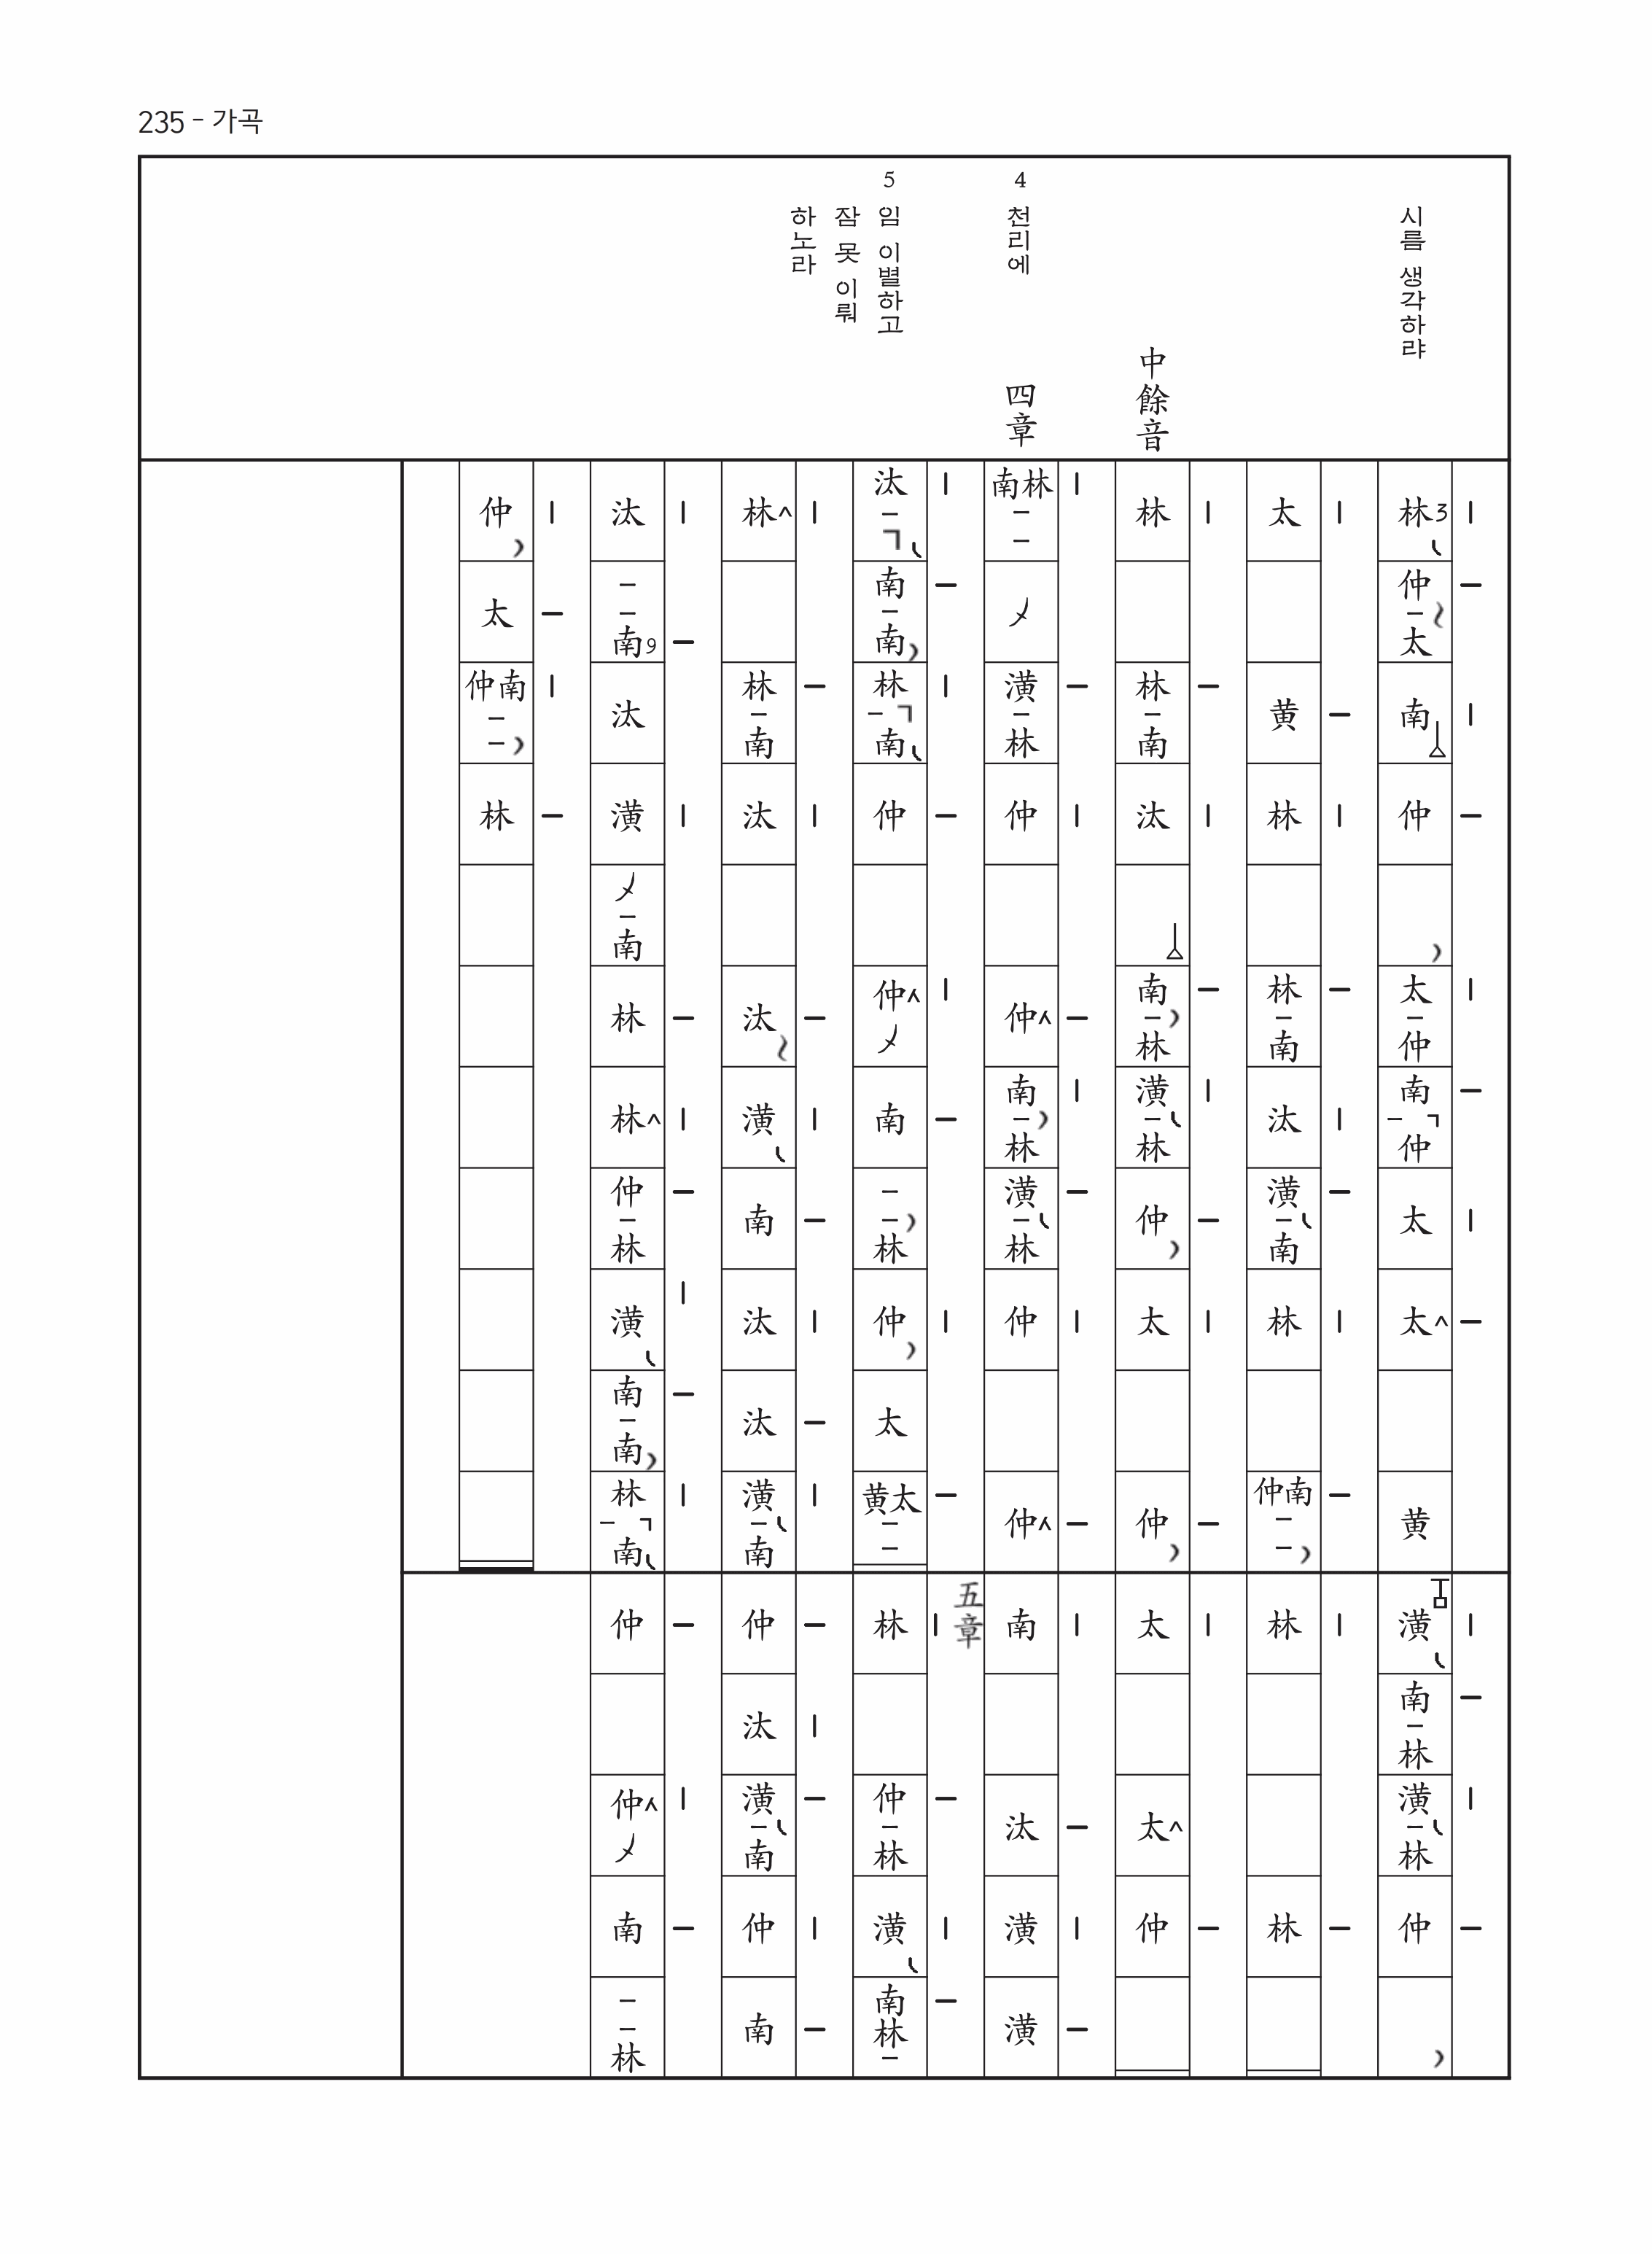 235 - 가곡
시름 생각하랴
林 仲-太 南 仲 太-仲 南-仲 太 太 黃 潢 南-林 潢-林 仲
太 黃 林 林-南 汰 潢-南 林 仲南-- 林 林
中餘音
林 林-南 汰 南-林 潢-林 仲 太 仲 太 太 仲
4 천리에
四章
南林-- 潢-林 仲 仲 南-林 潢-林 仲 仲 南 汰 潢 潢
5 임 이별하고
잠 못 이뤄
하노라
汰- 南-南 林-南 仲 仲 南 --林 仲 太 黃太--
五章
林 仲-林 潢 南林-
林 林-南 汰 汰 潢 南 汰 汰 潢-南 仲 汰 潢-南 仲 南
汰 --南 汰 潢 -南 林 林 仲-林 潢 南-南 林-南 仲 仲 南 --林
仲 太 仲南-- 林